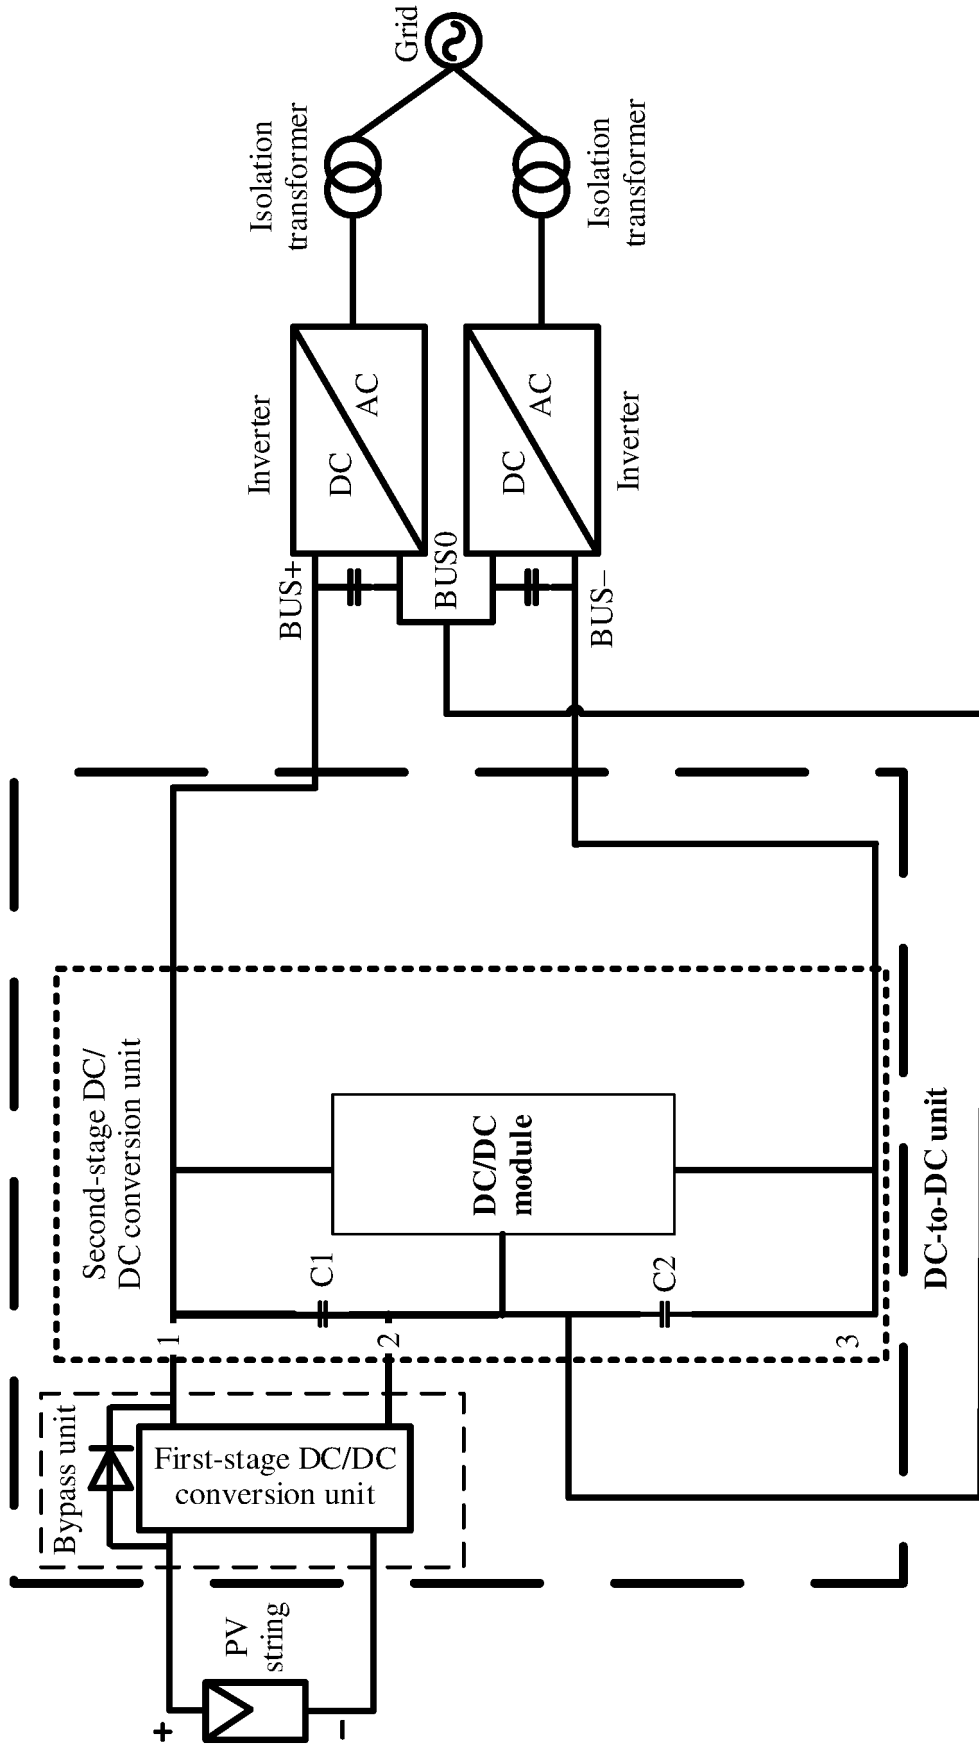 Grid
Isolation
transformer
Isolation
transformer
Inverter
DC
AC
DC
AC
Inverter
BUS+
BUS0
BUS–
Second-stage DC/
DC conversion unit
DC/DC
module
C1
C2
1
2
3
DC-to-DC unit
Bypass unit
First-stage DC/DC
conversion unit
PV
string
+
–